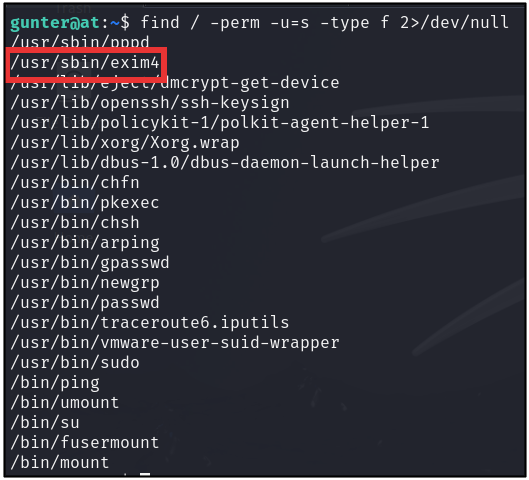 gunter@at:~$ find / -perm -u=s -type f 2>/dev/null
/usr/sbin/pppd
/usr/sbin/exim4
/usr/lib/eject/dmcrypt-get-device
/usr/lib/openssh/ssh-keysign
/usr/lib/policykit-1/polkit-agent-helper-1
/usr/lib/xorg/Xorg.wrap
/usr/lib/dbus-1.0/dbus-daemon-launch-helper
/usr/bin/chfn
/usr/bin/pkexec
/usr/bin/chsh
/usr/bin/arping
/usr/bin/gpasswd
/usr/bin/newgrp
/usr/bin/passwd
/usr/bin/traceroute6.iputils
/usr/bin/vmware-user-suid-wrapper
/usr/bin/sudo
/bin/ping
/bin/umount
/bin/su
/bin/fusermount
/bin/mount